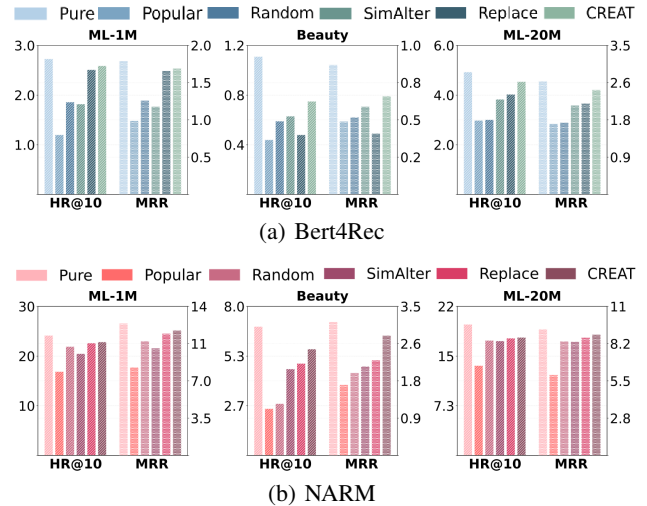 Pure Popular Random SimAlter Replace CREAT
ML-1M Beauty ML-20M
3.0 2.0 1.2 1.0 6.0 3.5
1.7 2.6
2.0 0.8 0.8 4.0
1.0 0.5 1.8
1.0 0.4 2.0
0.5 0.2 0.9
HR@10 MRR HR@10 MRR HR@10 MRR
(a) Bert4Rec
Pure Popular Random SimAlter Replace CREAT
ML-1M Beauty ML-20M
30 14 8.0 3.5 22 11
20 11 5.3 2.6 15 8.2
7.0 1.8 5.5
10 2.7 7.3
3.5 0.9 2.8
HR@10 MRR HR@10 MRR HR@10 MRR
(b) NARM